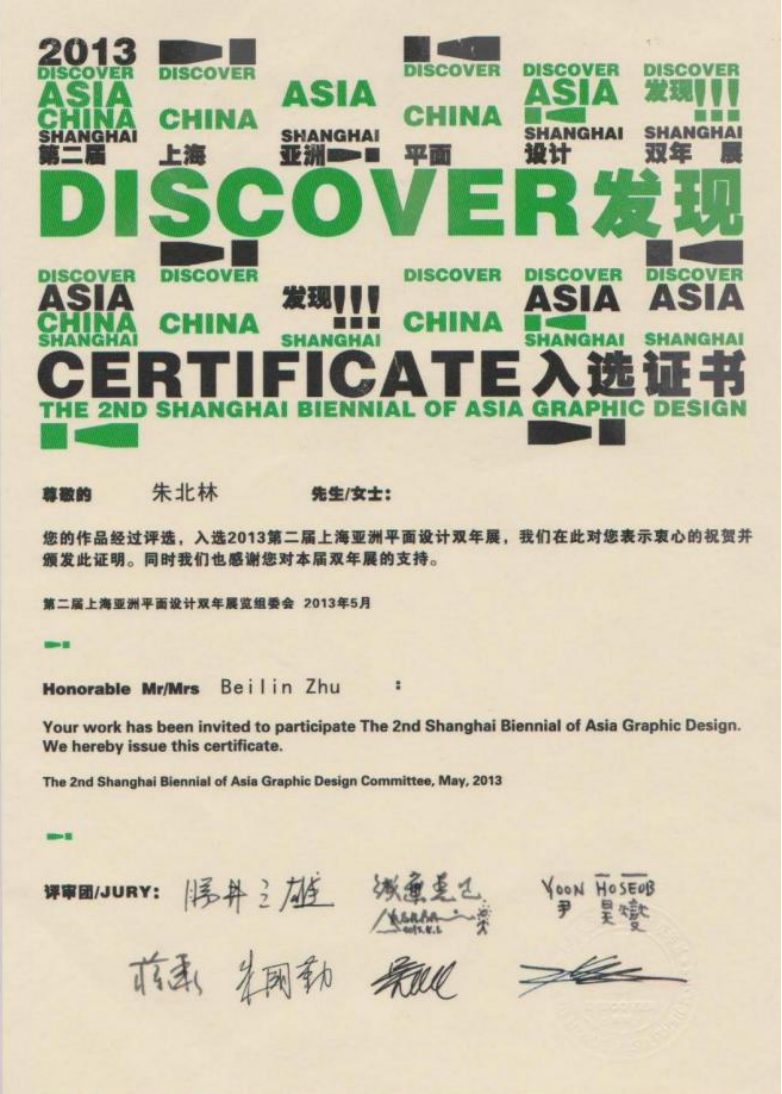 2013
DISCOVER DISCOVER DISCOVER DISCOVER DISCOVER
ASIA ASIA ASIA 发现!!!
CHINA CHINA CHINA
SHANGHAI SHANGHAI SHANGHAI SHANGHAI
第二届 上海 亚洲 平面 设计 双年 展
DISCOVER发现
DISCOVER DISCOVER DISCOVER DISCOVER DISCOVER
ASIA 发现!!! ASIA ASIA
CHINA CHINA CHINA
SHANGHAI SHANGHAI SHANGHAI SHANGHAI
CERTIFICATE入选证书
THE 2ND SHANGHAI BIENNIAL OF ASIA GRAPHIC DESIGN
尊敬的 朱北林 先生/女士：
您的作品经过评选，入选2013第二届上海亚洲平面设计双年展，我们在此对您表示衷心的祝贺并
颁发此证明。同时我们也感谢您对本届双年展的支持。
第二届上海亚洲平面设计双年展览组委会 2013年5月
Honorable Mr/Mrs Beilin Zhu :
Your work has been invited to participate The 2nd Shanghai Biennial of Asia Graphic Design.
We hereby issue this certificate.
The 2nd Shanghai Biennial of Asia Graphic Design Committee, May, 2013
评审团/JURY: 勝井三雄 YOON HOSEOB
尹昊燮